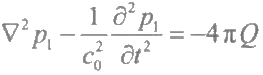 ∇²p₁ − (1/c₀²) (∂²p₁/∂t²) = −4πQ